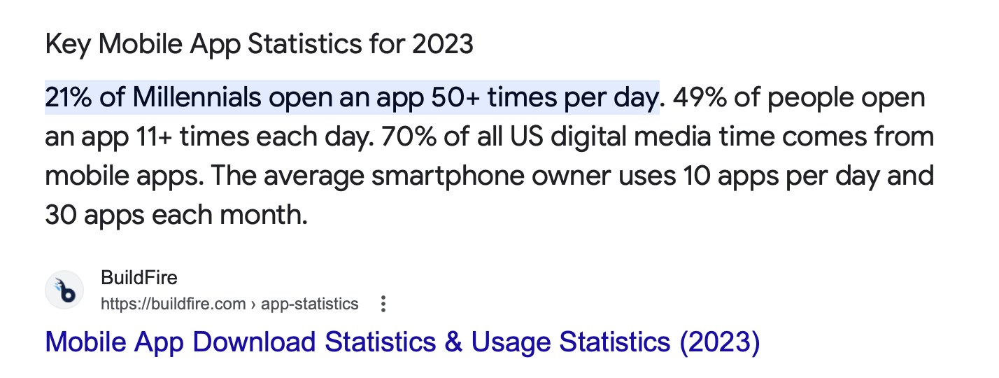 Key Mobile App Statistics for 2023
21% of Millennials open an app 50+ times per day. 49% of people open
an app 11+ times each day. 70% of all US digital media time comes from
mobile apps. The average smartphone owner uses 10 apps per day and
30 apps each month.
BuildFire
https://buildfire.com › app-statistics
Mobile App Download Statistics & Usage Statistics (2023)